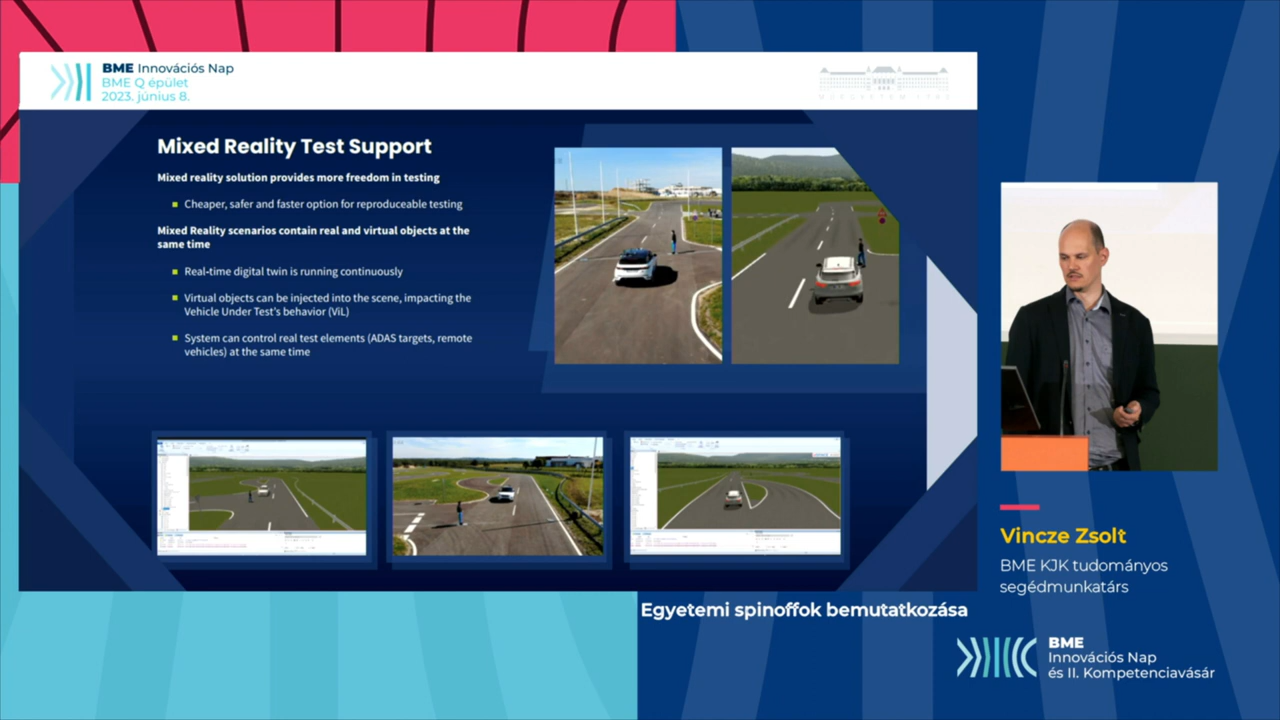 BME Innovációs Nap
BME Q épület
2023. június 8.
Mixed Reality Test Support
Mixed reality solution provides more freedom in testing
Cheaper, safer and faster option for reproduceable testing
Mixed Reality scenarios contain real and virtual objects at the
same time
Real-time digital twin is running continuously
Virtual objects can be injected into the scene, impacting the
Vehicle Under Test's behavior (ViL)
System can control real test elements (ADAS targets, remote
vehicles) at the same time
Vincze Zsolt
BME KJK tudományos
segédmunkatárs
Egyetemi spinoffok bemutatkozása
BME
Innovációs Nap
és II. Kompetenciavásár